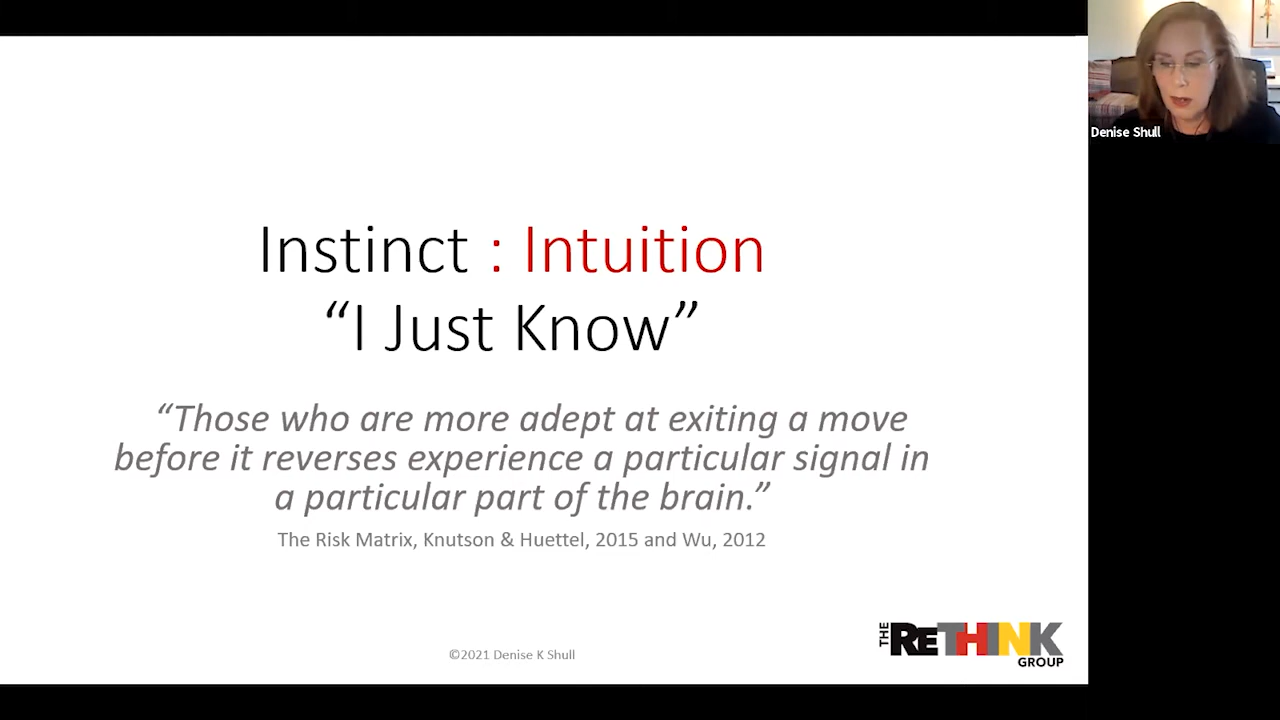 Instinct : Intuition
“I Just Know”
“Those who are more adept at exiting a move
before it reverses experience a particular signal in
a particular part of the brain.”
The Risk Matrix, Knutson & Huettel, 2015 and Wu, 2012
©2021 Denise K Shull
THE RETHINK
GROUP
Denise Shull